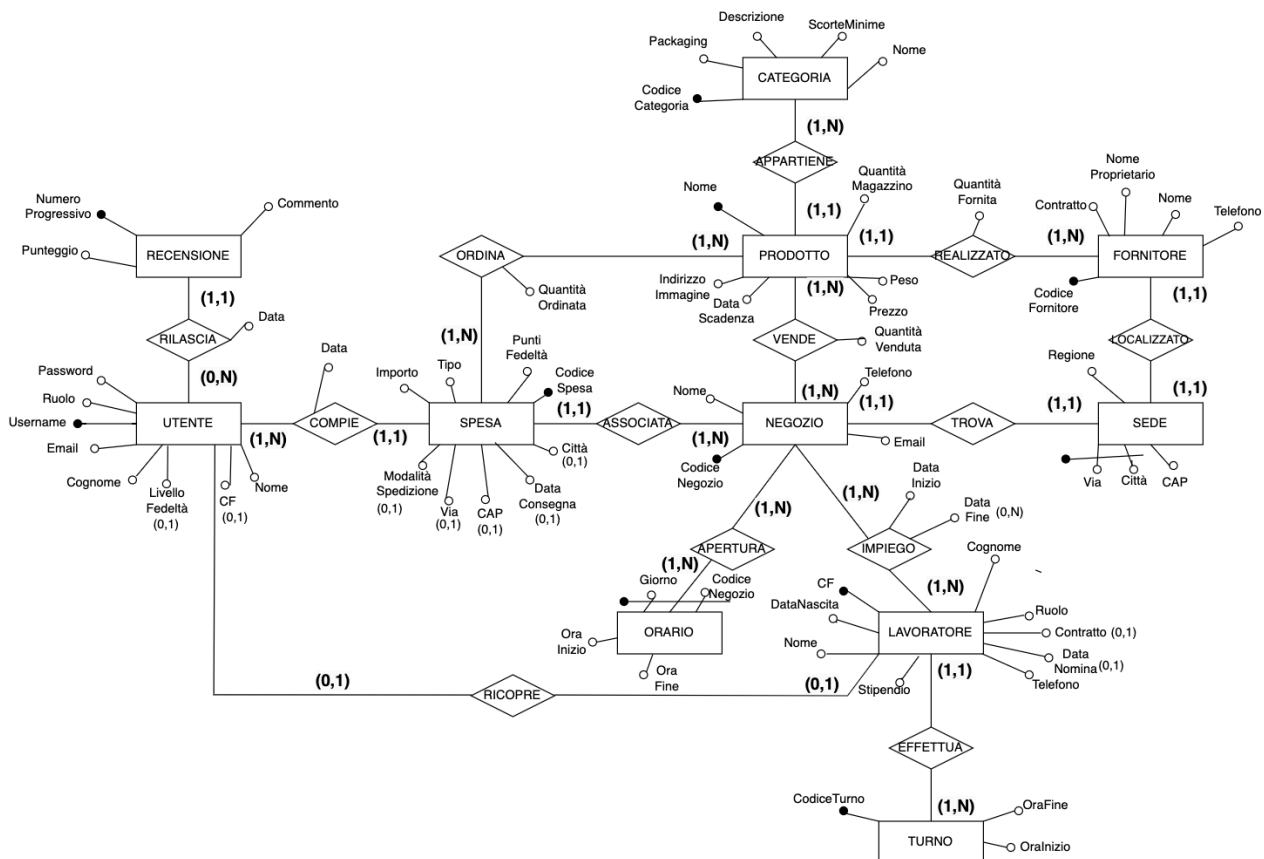 Descrizione
ScorteMinime
Packaging
Nome
CATEGORIA
Codice
Categoria
(1,N)
APPARTIENE
Nome
Quantità
Magazzino
(1,1)
Quantità
Fornita
Nome
Proprietario
Contratto
Nome
Telefono
Numero
Progressivo
Commento
Punteggio
RECENSIONE
(1,1)
RILASCIA
Data
(0,N)
ORDINA
Quantità
Ordinata
(1,N)
(1,N)
PRODOTTO
(1,1)
(1,N)
Indirizzo
Immagine
Data
Scadenza
Peso
Prezzo
REALIZZATO
(1,N)
FORNITORE
Codice
Fornitore
(1,1)
LOCALIZZATO
VENDE
Quantità
Venduta
(1,N)
Regione
(1,1)
Password
Ruolo
Username
UTENTE
Email
Cognome
Livello
Fedeltà
(0,1)
CF
(0,1)
Nome
(1,N)
Data
COMPIE
(1,1)
Importo
Tipo
Punti
Fedeltà
Codice
Spesa
SPESA
(1,1)
Modalità
Spedizione
(0,1)
Via
(0,1)
CAP
(0,1)
Data
Consegna
(0,1)
Città
(0,1)
ASSOCIATA
(1,N)
Nome
Telefono
NEGOZIO
(1,1)
Email
Codice
Negozio
TROVA
(1,1)
SEDE
Via
Città
CAP
(1,N)
APERTURA
(1,N)
(1,N)
IMPIEGO
Data
Inizio
Data
Fine
(0,N)
(1,N)
Giorno
Codice
Negozio
ORARIO
Ora
Inizio
Ora
Fine
CF
Cognome
DataNascita
Ruolo
LAVORATORE
Contratto (0,1)
Nome
Data
Nomina (0,1)
Stipendio
Telefono
(1,1)
(0,1)
RICOPRE
(0,1)
EFFETTUA
(1,N)
CodiceTurno
OraFine
TURNO
OraInizio